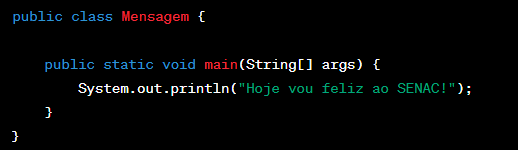 public class Mensagem {
public static void main(String[] args) {
System.out.println("Hoje vou feliz ao SENAC!");
}
}